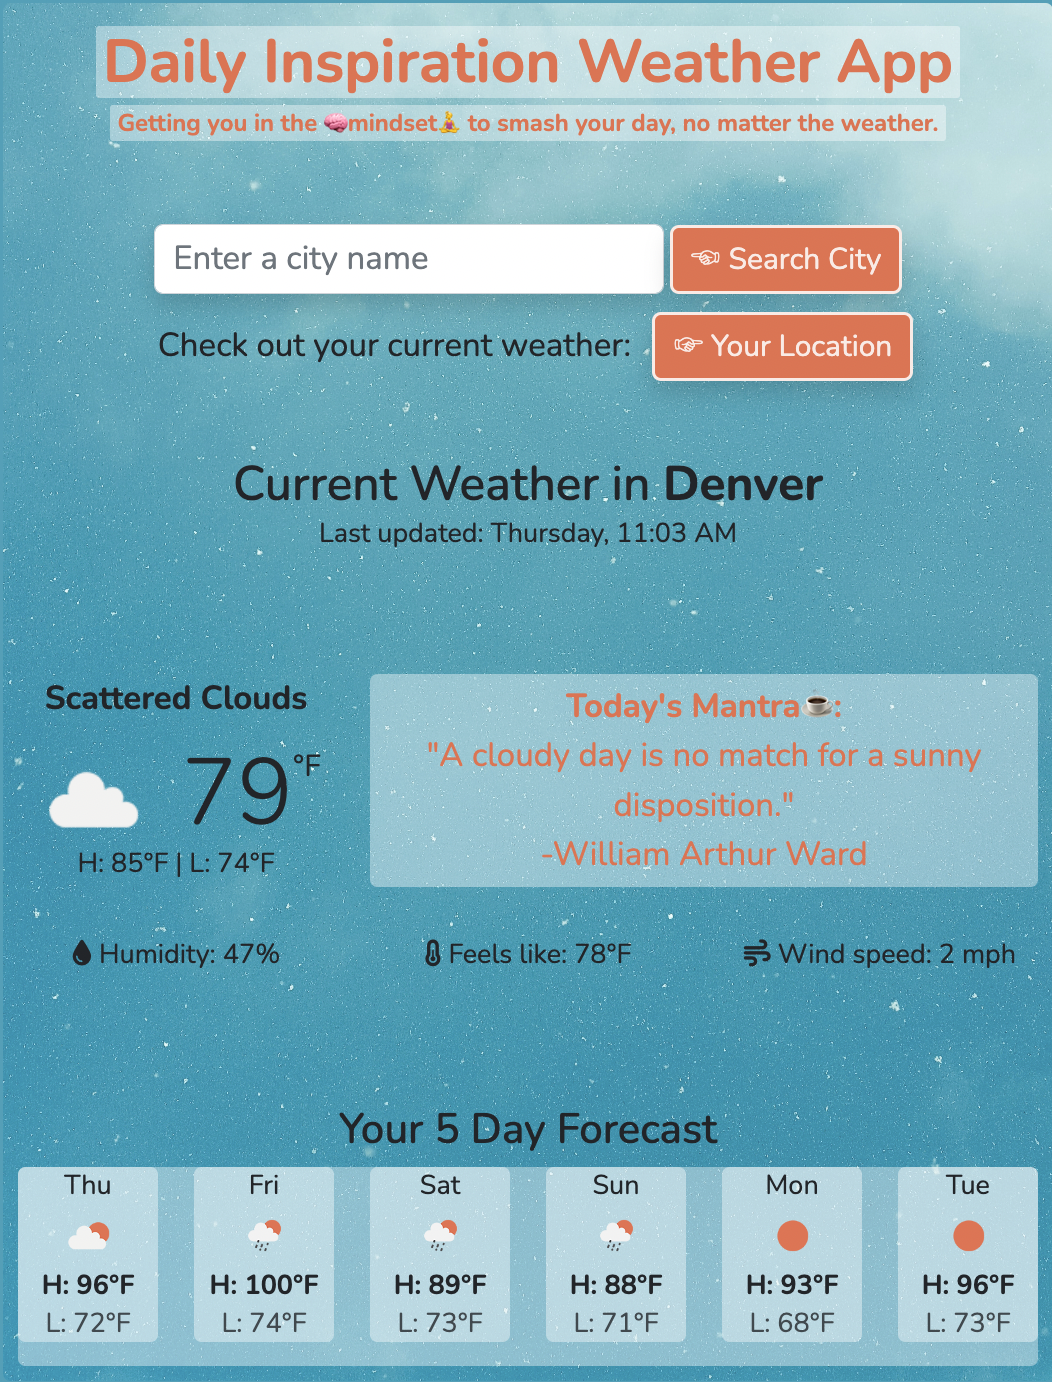 Daily Inspiration Weather App
Getting you in the 🧠mindset🧘 to smash your day, no matter the weather.
Enter a city name
Search City
Check out your current weather:
Your Location
Current Weather in Denver
Last updated: Thursday, 11:03 AM
Scattered Clouds
79°F
H: 85°F | L: 74°F
Today's Mantra☕:
"A cloudy day is no match for a sunny
disposition."
-William Arthur Ward
Humidity: 47%
Feels like: 78°F
Wind speed: 2 mph
Your 5 Day Forecast
Thu
H: 96°F
L: 72°F
Fri
H: 100°F
L: 74°F
Sat
H: 89°F
L: 73°F
Sun
H: 88°F
L: 71°F
Mon
H: 93°F
L: 68°F
Tue
H: 96°F
L: 73°F